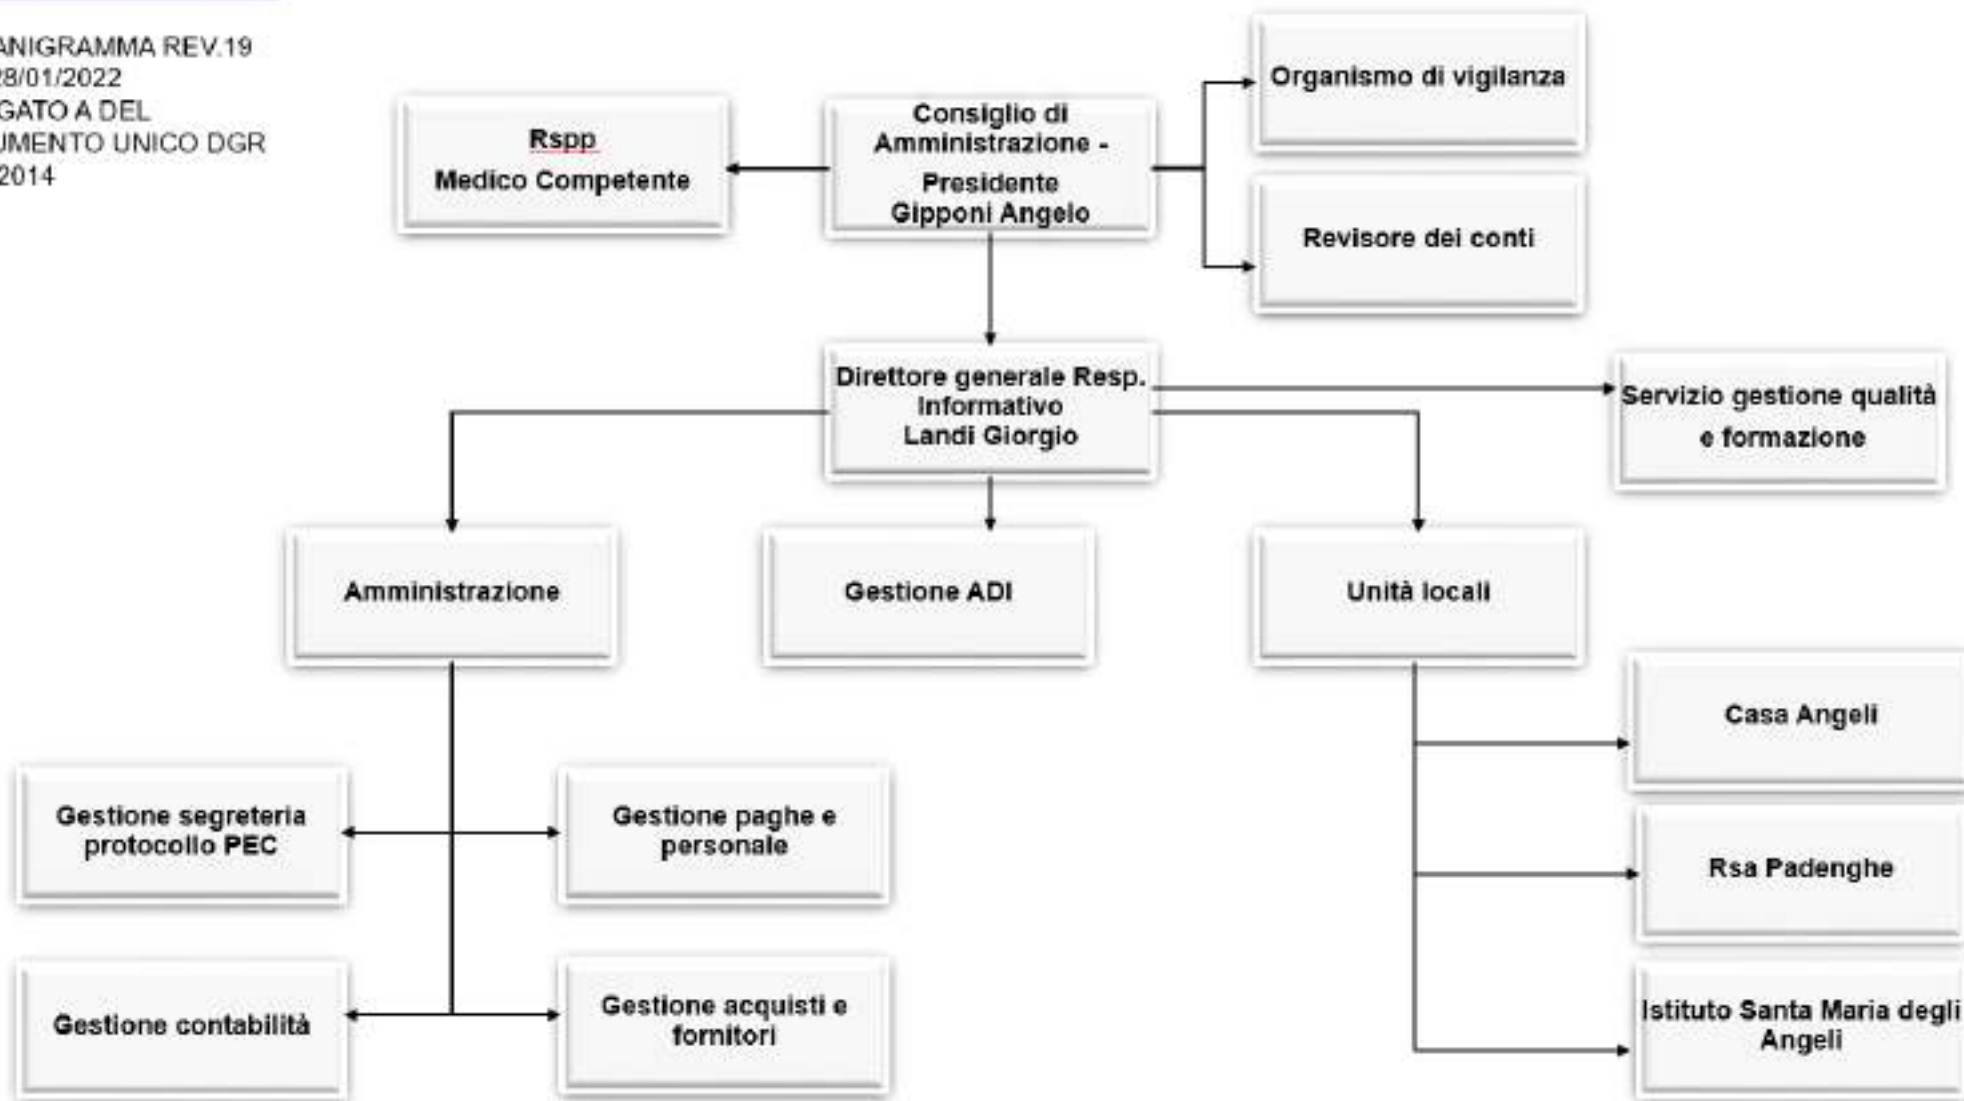 ANIGRAMMA REV.19
28/01/2022
GATO A DEL
UMENTO UNICO DGR
2014
Organismo di vigilanza
Rspp
Medico Competente
Consiglio di
Amministrazione -
Presidente
Gipponi Angelo
Revisore dei conti
Direttore generale Resp.
Informativo
Landi Giorgio
Servizio gestione qualità
e formazione
Amministrazione
Gestione ADI
Unità locali
Casa Angeli
Gestione segreteria
protocollo PEC
Gestione paghe e
personale
Rsa Padenghe
Gestione contabilità
Gestione acquisti e
fornitori
Istituto Santa Maria degli
Angeli